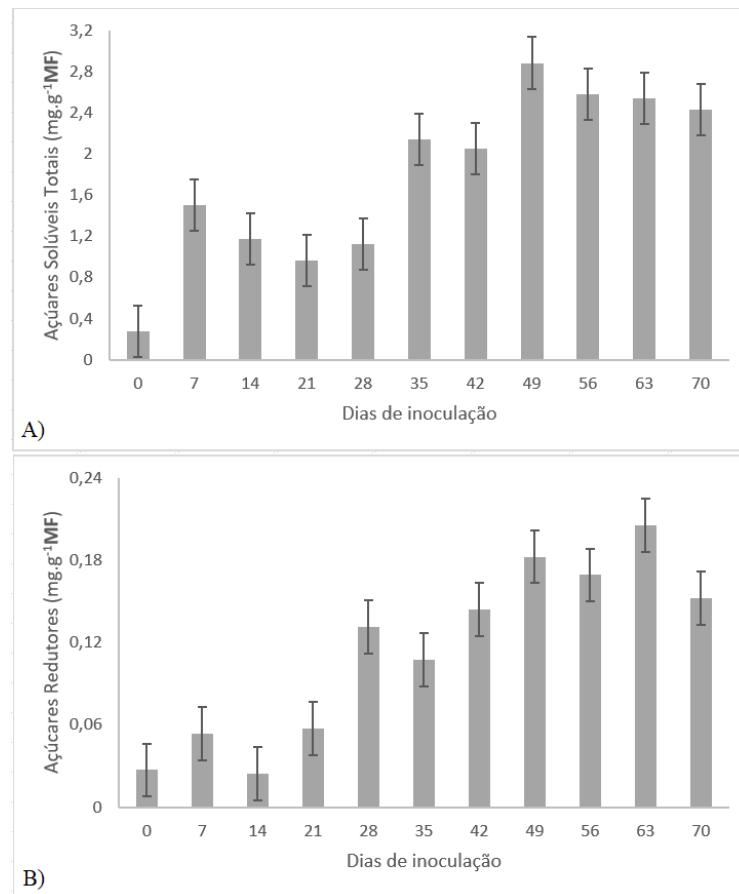 3,2
2,8
2,4
2
1,6
1,2
0,8
0,4
0
Açúares Solúveis Totais (mg.g⁻¹MF)
0 7 14 21 28 35 42 49 56 63 70
Dias de inoculação
A)
0,24
0,18
0,12
0,06
0
Açúcares Redutores (mg.g⁻¹MF)
0 7 14 21 28 35 42 49 56 63 70
Dias de inoculação
B)